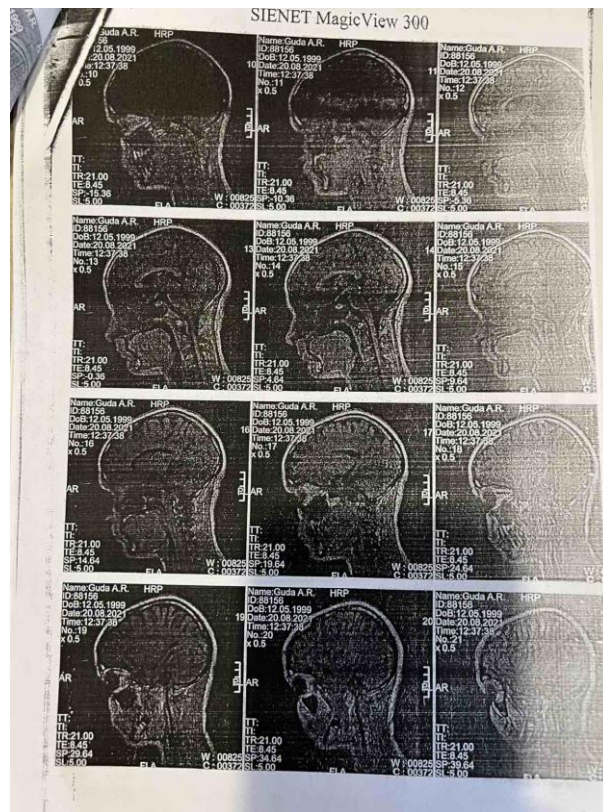 SIENET MagicView 300
Guda A.R. HRP
12.05.1999
20.08.2021
12:37:38
10
x 0.5
10
AR
TT:
TI:
TR:21.00
TE:8.45
SP:-15.36
SL:5.00
W : 00825
C : 00372
Name:Guda A.R. HRP
ID:88156
DoB:12.05.1999
Date:20.08.2021
Time:12:37:38
No.:11
x 0.5
11
AR
TT:
TI:
TR:21.00
TE:8.45
SP:-10.36
SL:5.00
W : 00825
C : 00372
Name:Guda A.R. HRP
ID:88156
DoB:12.05.1999
Date:20.08.2021
Time:12:37:38
No.:12
x 0.5
AR
TT:
TI:
TR:21.00
TE:8.45
SP:-5.36
SL:5.00
Name:Guda A.R. HRP
ID:88156
DoB:12.05.1999
Date:20.08.2021
Time:12:37:38
No.:13
x 0.5
13
AR
TT:
TI:
TR:21.00
TE:8.45
SP:-0.36
SL:5.00
W : 00825
C : 00372
Name:Guda A.R. HRP
ID:88156
DoB:12.05.1999
Date:20.08.2021
Time:12:37:38
No.:14
x 0.5
14
AR
TT:
TI:
TR:21.00
TE:8.45
SP:4.64
SL:5.00
W : 00825
C : 00372
Name:Guda A.R. HRP
ID:88156
DoB:12.05.1999
Date:20.08.2021
Time:12:37:38
No.:15
x 0.5
AR
TT:
TI:
TR:21.00
TE:8.45
SP:9.64
SL:5.00
Name:Guda A.R. HRP
ID:88156
DoB:12.05.1999
Date:20.08.2021
Time:12:37:38
No.:16
x 0.5
16
AR
TT:
TI:
TR:21.00
TE:8.45
SP:14.64
SL:5.00
W : 00825
C : 00372
Name:Guda A.R. HRP
ID:88156
DoB:12.05.1999
Date:20.08.2021
Time:12:37:38
No.:17
x 0.5
17
AR
TT:
TI:
TR:21.00
TE:8.45
SP:19.64
SL:5.00
W : 00825
C : 00372
Name:Guda A.R. HRP
ID:88156
DoB:12.05.1999
Date:20.08.2021
Time:12:37:38
No.:18
x 0.5
AR
TT:
TI:
TR:21.00
TE:8.45
SP:24.64
SL:5.00
Name:Guda A.R. HRP
ID:88156
DoB:12.05.1999
Date:20.08.2021
Time:12:37:38
No.:19
x 0.5
19
AR
TT:
TI:
TR:21.00
TE:8.45
SP:29.64
SL:5.00
W : 00825
C : 00372
Name:Guda A.R. HRP
ID:88156
DoB:12.05.1999
Date:20.08.2021
Time:12:37:38
No.:20
x 0.5
20
AR
TT:
TI:
TR:21.00
TE:8.45
SP:34.64
SL:5.00
W : 00825
C : 00372
Name:Guda A.R. HRP
ID:88156
DoB:12.05.1999
Date:20.08.2021
Time:12:37:38
No.:21
x 0.5
AR
TT:
TI:
TR:21.00
TE:8.45
SP:39.64
SL:5.00